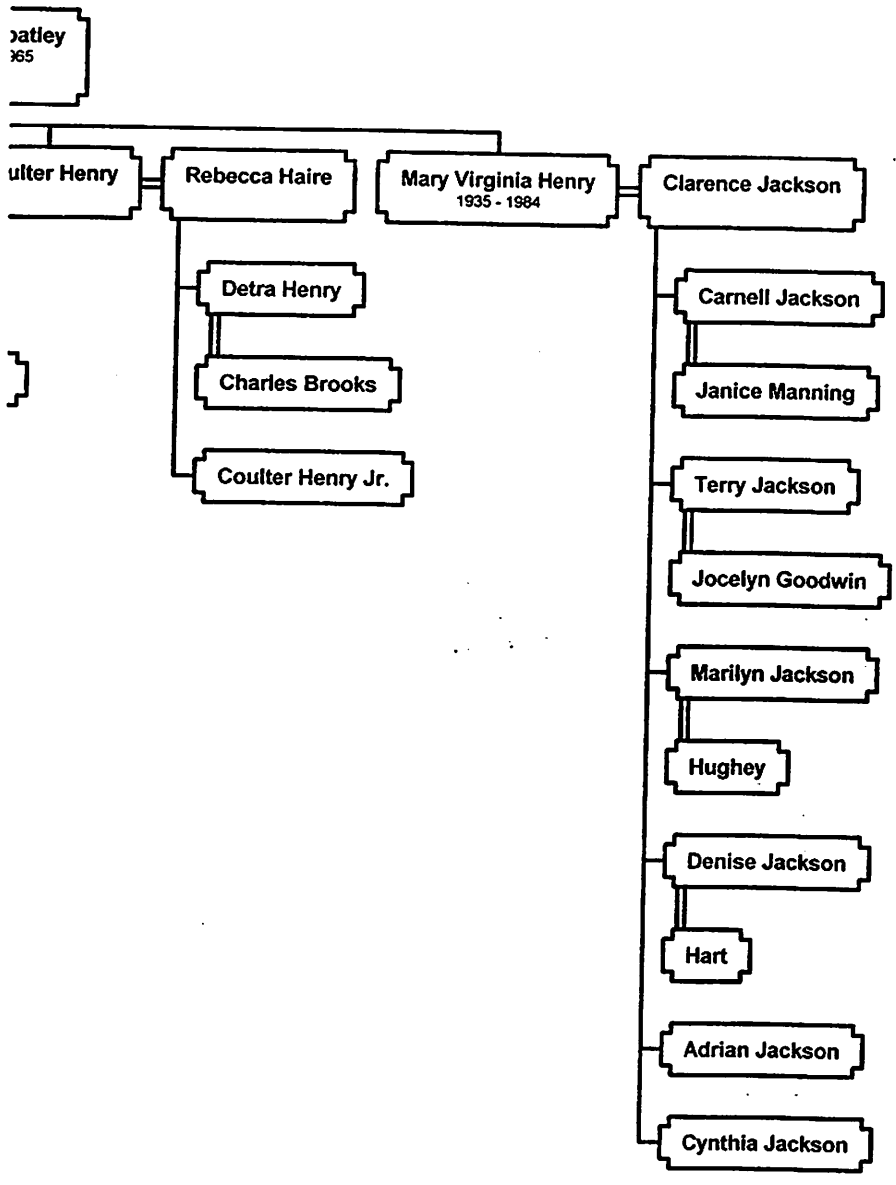 Henry
Rebecca Haire
Mary Virginia Henry
1935 - 1984
Clarence Jackson
Detra Henry
Charles Brooks
Coulter Henry Jr.
Carnell Jackson
Janice Manning
Terry Jackson
Jocelyn Goodwin
Marilyn Jackson
Hughey
Denise Jackson
Hart
Adrian Jackson
Cynthia Jackson